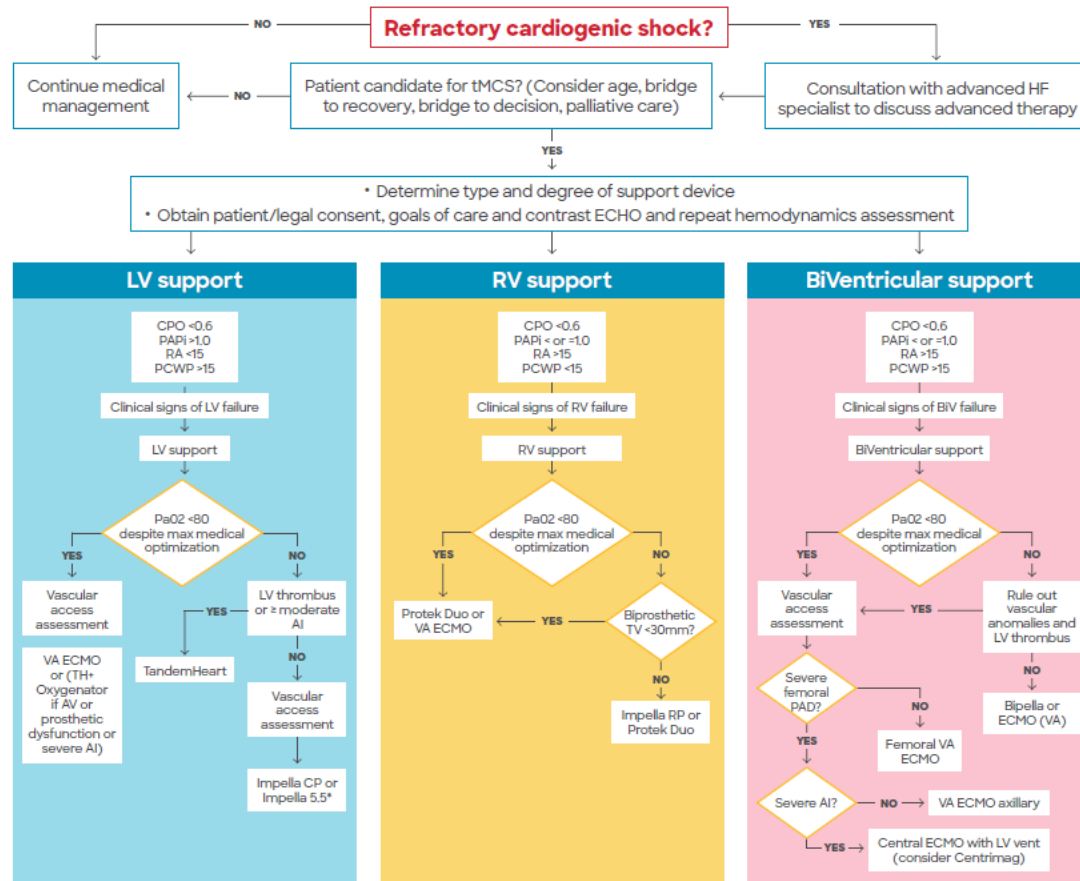 Refractory cardiogenic shock?
NO
YES
Continue medical
management
NO
Patient candidate for tMCS? (Consider age, bridge
to recovery, bridge to decision, palliative care)
Consultation with advanced HF
specialist to discuss advanced therapy
YES
• Determine type and degree of support device
• Obtain patient/legal consent, goals of care and contrast ECHO and repeat hemodynamics assessment
LV support
CPO <0.6
PAPi >1.0
RA <15
PCWP >15
Clinical signs of LV failure
LV support
Pa02 <80
despite max medical
optimization
YES
NO
Vascular
access
assessment
VA ECMO
or (TH+
Oxygenator
if AV or
prosthetic
dysfunction or
severe AI)
LV thrombus
or ≥ moderate
AI
YES
TandemHeart
NO
Vascular
access
assessment
Impella CP or
Impella 5.5*
RV support
CPO <0.6
PAPi < or =1.0
RA >15
PCWP <15
Clinical signs of RV failure
RV support
Pa02 <80
despite max medical
optimization
YES
NO
Protek Duo or
VA ECMO
YES
Biprosthetic
TV <30mm?
NO
Impella RP or
Protek Duo
BiVentricular support
CPO <0.6
PAPi < or =1.0
RA >15
PCWP >15
Clinical signs of BiV failure
BiVentricular support
Pa02 <80
despite max medical
optimization
YES
NO
Vascular
access
assessment
YES
Rule out
vascular
anomalies and
LV thrombus
NO
Bipella or
ECMO (VA)
Severe
femoral
PAD?
NO
Femoral VA
ECMO
YES
Severe AI?
NO
VA ECMO axillary
YES
Central ECMO with LV vent
(consider Centrimag)